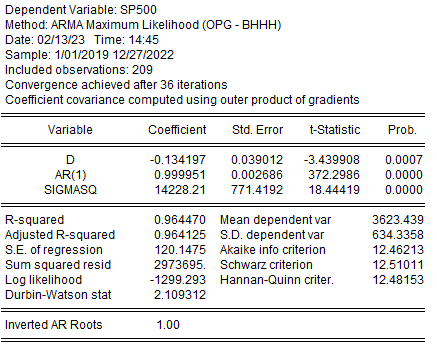 Dependent Variable: SP500
Method: ARMA Maximum Likelihood (OPG - BHHH)
Date: 02/13/23 Time: 14:45
Sample: 1/01/2019 12/27/2022
Included observations: 209
Convergence achieved after 36 iterations
Coefficient covariance computed using outer product of gradients
Variable Coefficient Std. Error t-Statistic Prob.
D -0.134197 0.039012 -3.439908 0.0007
AR(1) 0.999951 0.002686 372.2986 0.0000
SIGMASQ 14228.21 771.4192 18.44419 0.0000
R-squared 0.964470 Mean dependent var 3623.439
Adjusted R-squared 0.964125 S.D. dependent var 634.3358
S.E. of regression 120.1475 Akaike info criterion 12.46213
Sum squared resid 2973695. Schwarz criterion 12.51011
Log likelihood -1299.293 Hannan-Quinn criter. 12.48153
Durbin-Watson stat 2.109312
Inverted AR Roots 1.00